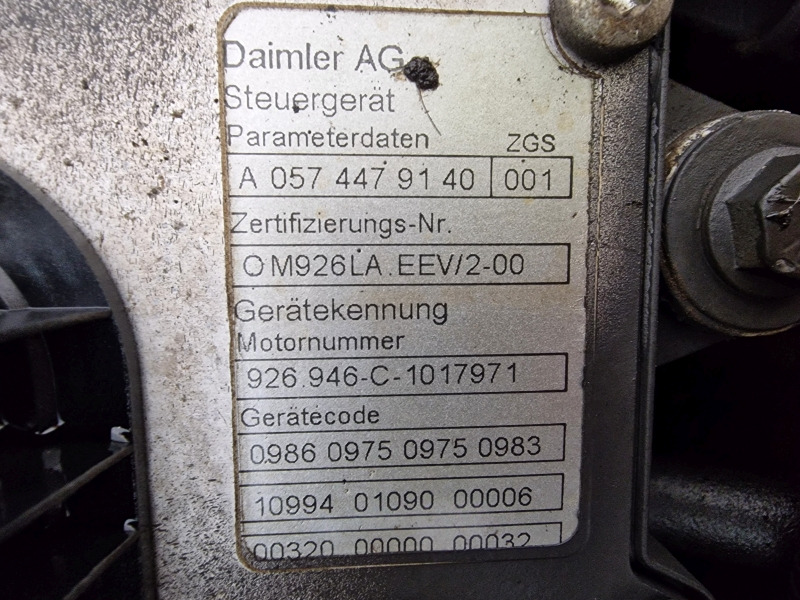 Daimler AG
Steuergerät
Parameterdaten ZGS
A 057 447 91 40 001
Zertifizierungs-Nr.
OM926LA.EEV/2-00
Gerätekennung
Motornummer
926.946-C-1017971
Gerätecode
0986 0975 0975 0983
10994 01090 00006
00320 00000 00032